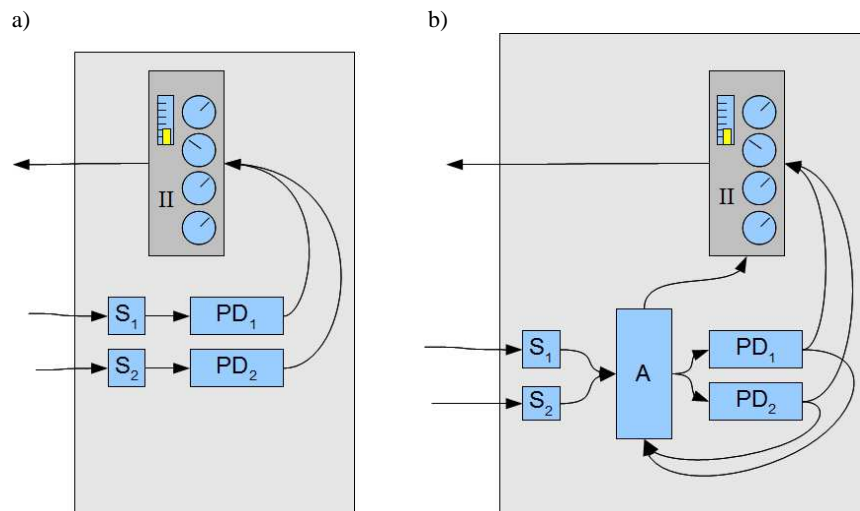 a)
II
S1 PD1
S2 PD2
b)
II
S1 A PD1
S2 PD2